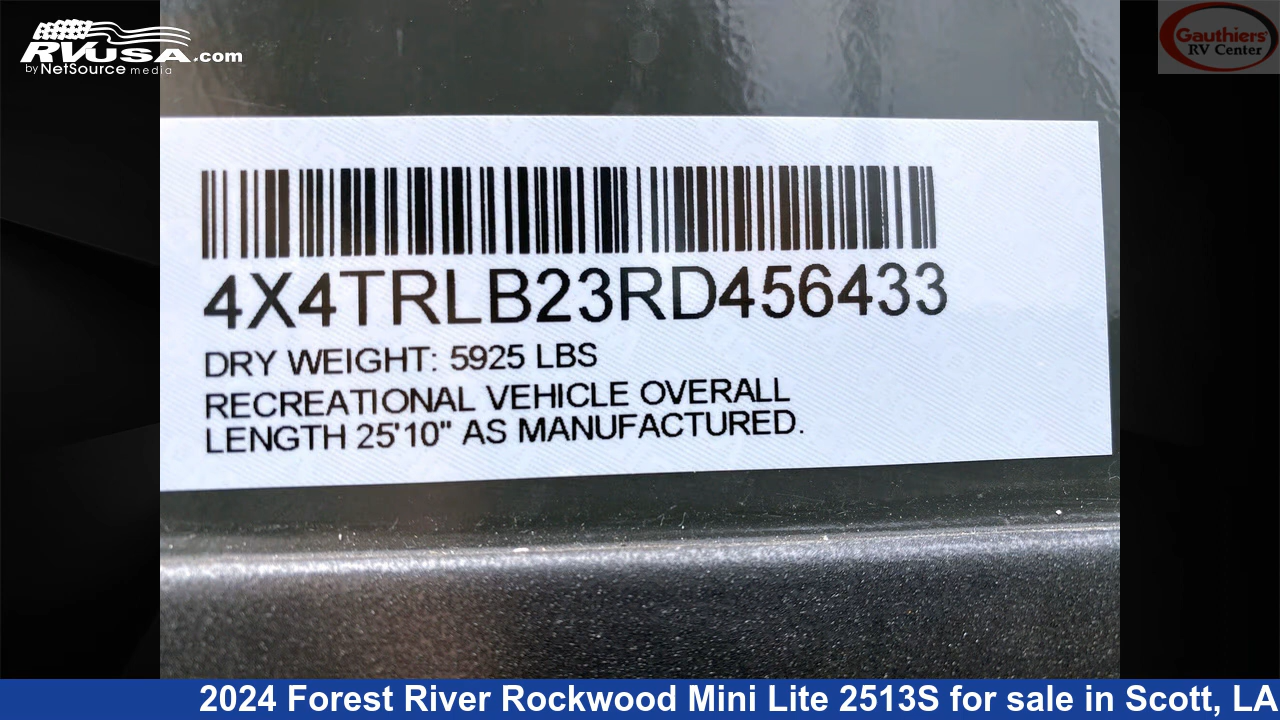 RVUSA.com
by NetSource media
Gauthiers'
RV Center
4X4TRLB23RD456433
DRY WEIGHT: 5925 LBS
RECREATIONAL VEHICLE OVERALL
LENGTH 25'10" AS MANUFACTURED.
2024 Forest River Rockwood Mini Lite 2513S for sale in Scott, LA